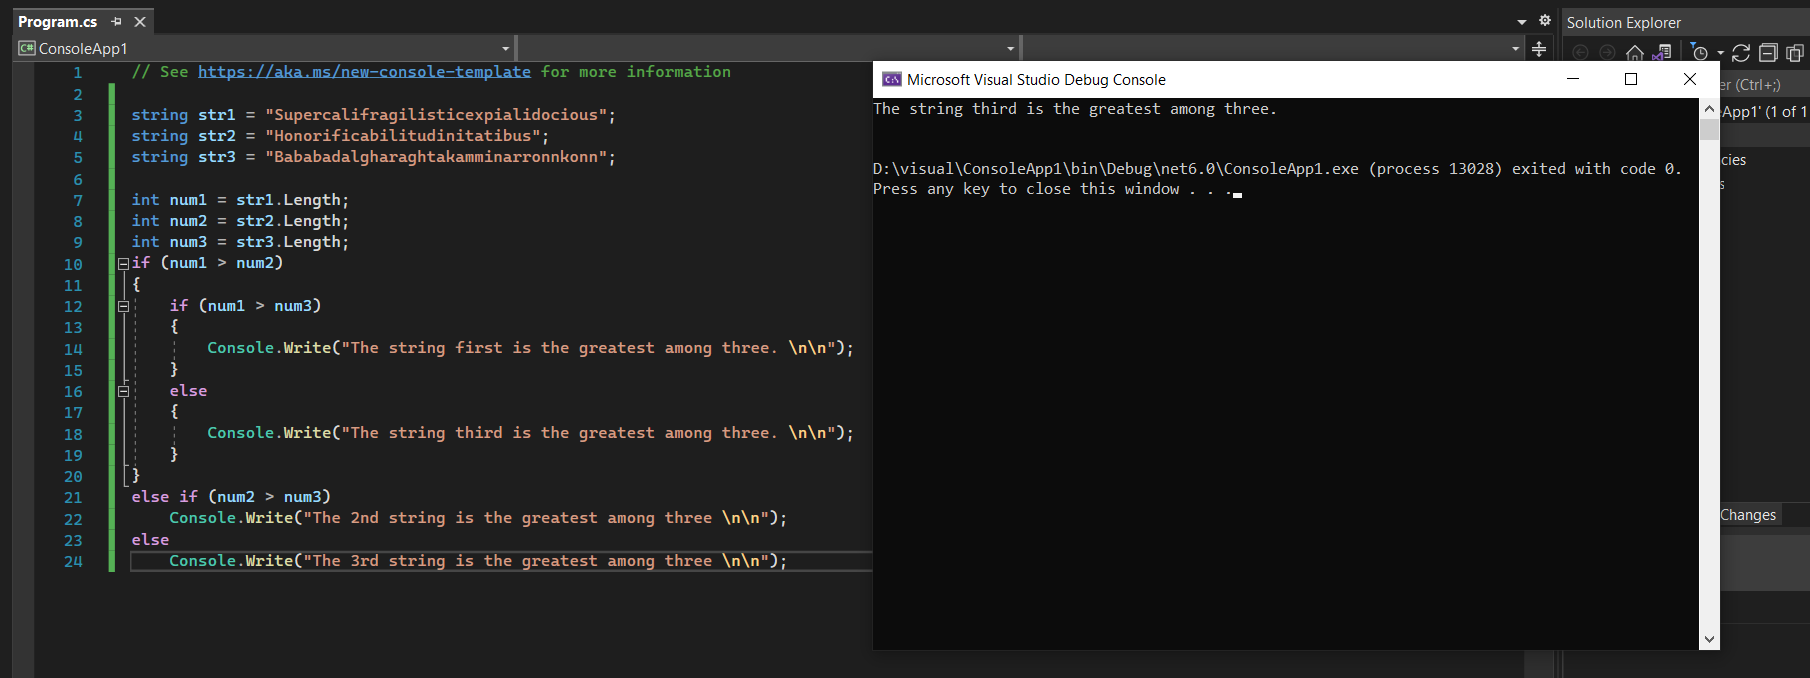 Program.cs
Solution Explorer
C# ConsoleApp1
1 // See https://aka.ms/new-console-template for more information
2
3 string str1 = "Supercalifragilisticexpialidocious";
4 string str2 = "Honorificabilitudinitatibus";
5 string str3 = "Bababadalgharaghtakamminarronnkonn";
6
7 int num1 = str1.Length;
8 int num2 = str2.Length;
9 int num3 = str3.Length;
10 if (num1 > num2)
11 {
12 if (num1 > num3)
13 {
14 Console.Write("The string first is the greatest among three. \n\n");
15 }
16 else
17 {
18 Console.Write("The string third is the greatest among three. \n\n");
19 }
20 }
21 else if (num2 > num3)
22 Console.Write("The 2nd string is the greatest among three \n\n");
23 else
24 Console.Write("The 3rd string is the greatest among three \n\n");
C:\ Microsoft Visual Studio Debug Console
The string third is the greatest among three.
D:\visual\ConsoleApp1\bin\Debug\net6.0\ConsoleApp1.exe (process 13028) exited with code 0.
Press any key to close this window . . .
er (Ctrl+;)
App1' (1 of 1
cies
s
Changes